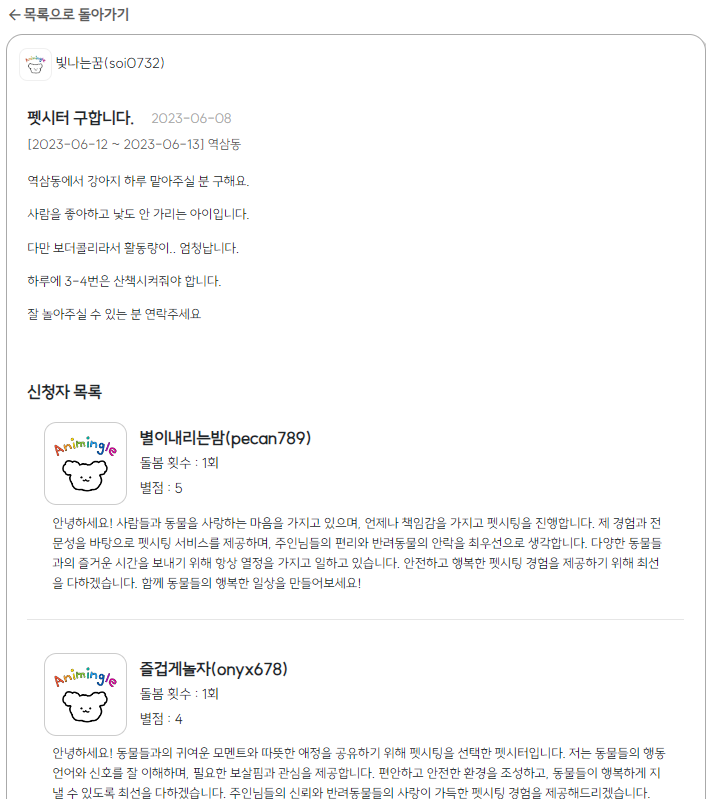 ← 목록으로 돌아가기
Animingle
빛나는꿈(soi0732)
펫시터 구합니다. 2023-06-08
[2023-06-12 ~ 2023-06-13] 역삼동
역삼동에서 강아지 하루 맡아주실 분 구해요.
사람을 좋아하고 낯도 안 가리는 아이입니다.
다만 보더콜리라서 활동량이.. 엄청납니다.
하루에 3-4번은 산책시켜줘야 합니다.
잘 놀아주실 수 있는 분 연락주세요
신청자 목록
Animingle
별이내리는밤(pecan789)
돌봄 횟수 : 1회
별점 : 5
안녕하세요! 사람들과 동물을 사랑하는 마음을 가지고 있으며, 언제나 책임감을 가지고 펫시팅을 진행합니다. 제 경험과 전
문성을 바탕으로 펫시팅 서비스를 제공하며, 주인님들의 편리와 반려동물의 안락을 최우선으로 생각합니다. 다양한 동물들
과의 즐거운 시간을 보내기 위해 항상 열정을 가지고 일하고 있습니다. 안전하고 행복한 펫시팅 경험을 제공하기 위해 최선
을 다하겠습니다. 함께 동물들의 행복한 일상을 만들어보세요!
Animingle
즐겁게놀자(onyx678)
돌봄 횟수 : 1회
별점 : 4
안녕하세요! 동물들과의 귀여운 모멘트와 따뜻한 애정을 공유하기 위해 펫시팅을 선택한 펫시터입니다. 저는 동물들의 행동
언어와 신호를 잘 이해하며, 필요한 보살핌과 관심을 제공합니다. 편안하고 안전한 환경을 조성하고, 동물들이 행복하게 지
낼 수 있도록 최선을 다하겠습니다. 주인님들의 신뢰와 반려동물들의 사랑이 가득한 펫시팅 경험을 제공해드리겠습니다.